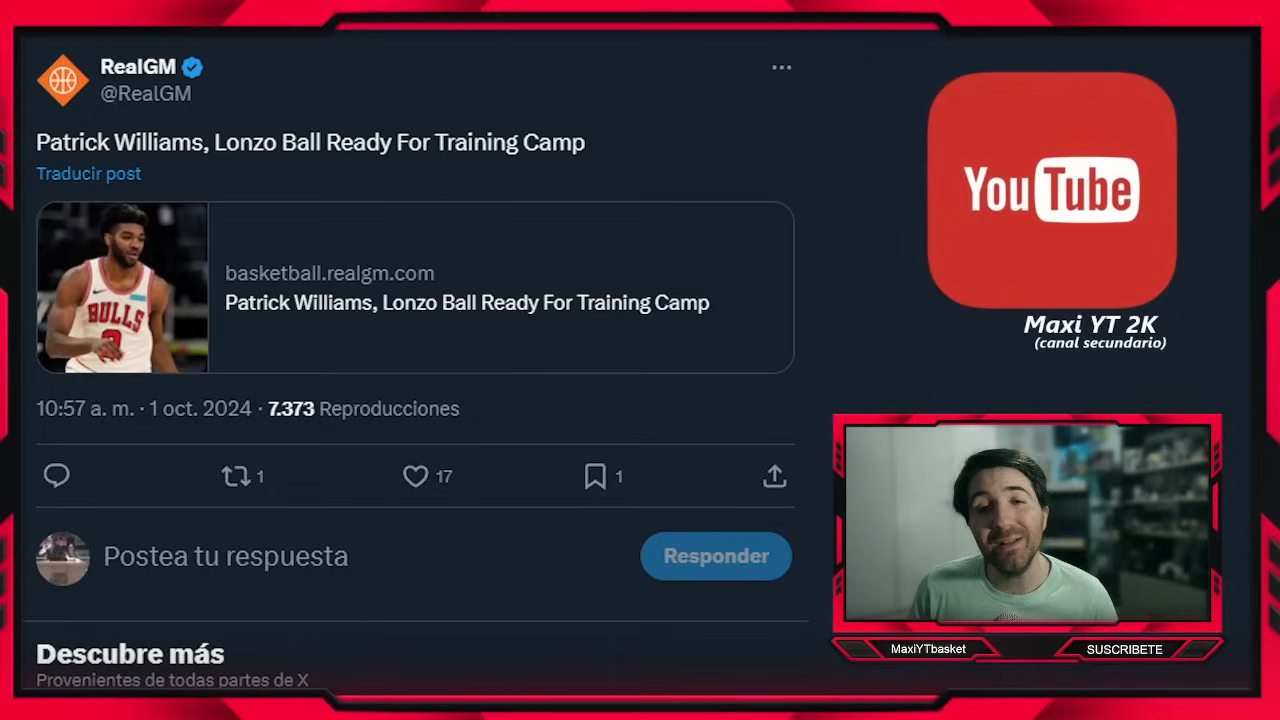 RealGM
@RealGM
Patrick Williams, Lonzo Ball Ready For Training Camp
Traducir post
BULLS
basketball.realgm.com
Patrick Williams, Lonzo Ball Ready For Training Camp
10:57 a. m. · 1 oct. 2024 · 7.373 Reproducciones
1
17
1
Postea tu respuesta
Responder
Descubre más
Provenientes de todas partes de X
YouTube
Maxi YT 2K
(canal secundario)
MaxiYTbasket
SUSCRIBETE